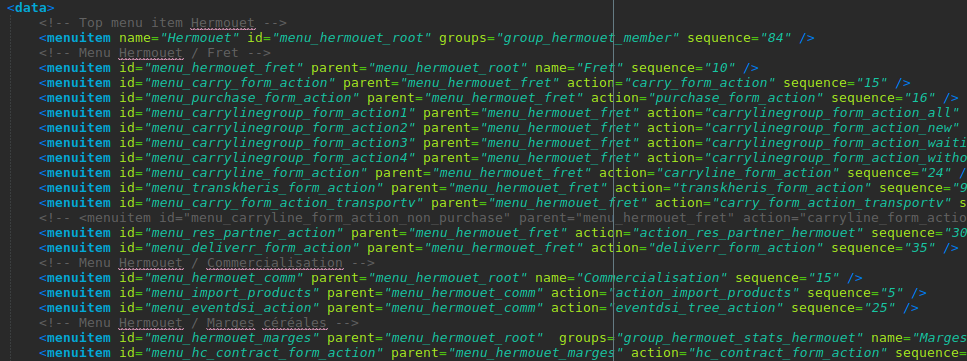 <data>
<!-- Top menu item Hermouet -->
<menuitem name="Hermouet" id="menu_hermouet_root" groups="group_hermouet_member" sequence="84" />
<!-- Menu Hermouet / Fret -->
<menuitem id="menu_hermouet_fret" parent="menu_hermouet_root" name="Fret" sequence="10" />
<menuitem id="menu_carry_form_action" parent="menu_hermouet_fret" action="carry_form_action" sequence="15" />
<menuitem id="menu_purchase_form_action" parent="menu_hermouet_fret" action="purchase_form_action" sequence="16" />
<menuitem id="menu_carrylinegroup_form_action1" parent="menu_hermouet_fret" action="carrylinegroup_form_action_all"
<menuitem id="menu_carrylinegroup_form_action2" parent="menu_hermouet_fret" action="carrylinegroup_form_action_new"
<menuitem id="menu_carrylinegroup_form_action3" parent="menu_hermouet_fret" action="carrylinegroup_form_action_waiti
<menuitem id="menu_carrylinegroup_form_action4" parent="menu_hermouet_fret" action="carrylinegroup_form_action_witho
<menuitem id="menu_carryline_form_action" parent="menu_hermouet_fret" action="carryline_form_action" sequence="24" /
<menuitem id="menu_transkheris_form_action" parent="menu_hermouet_fret" action="transkheris_form_action" sequence="9
<menuitem id="menu_carry_form_action_transportv" parent="menu_hermouet_fret" action="carry_form_action_transportv" s
<!-- <menuitem id="menu_carryline_form_action_non_purchase" parent="menu_hermouet_fret" action="carryline_form_actio
<menuitem id="menu_res_partner_action" parent="menu_hermouet_fret" action="action_res_partner_hermouet" sequence="30
<menuitem id="menu_deliverr_form_action" parent="menu_hermouet_fret" action="deliverr_form_action" sequence="35" />
<!-- Menu Hermouet / Commercialisation -->
<menuitem id="menu_hermouet_comm" parent="menu_hermouet_root" name="Commercialisation" sequence="15" />
<menuitem id="menu_import_products" parent="menu_hermouet_comm" action="action_import_products" sequence="5" />
<menuitem id="menu_eventdsi_action" parent="menu_hermouet_comm" action="eventdsi_tree_action" sequence="25" />
<!-- Menu Hermouet / Marges céréales -->
<menuitem id="menu_hermouet_marges" parent="menu_hermouet_root"  groups="group_hermouet_stats_hermouet" name="Marges
<menuitem id="menu_hc_contract_form_action" parent="menu_hermouet_marges" action="hc_contract_form_action" sequence=